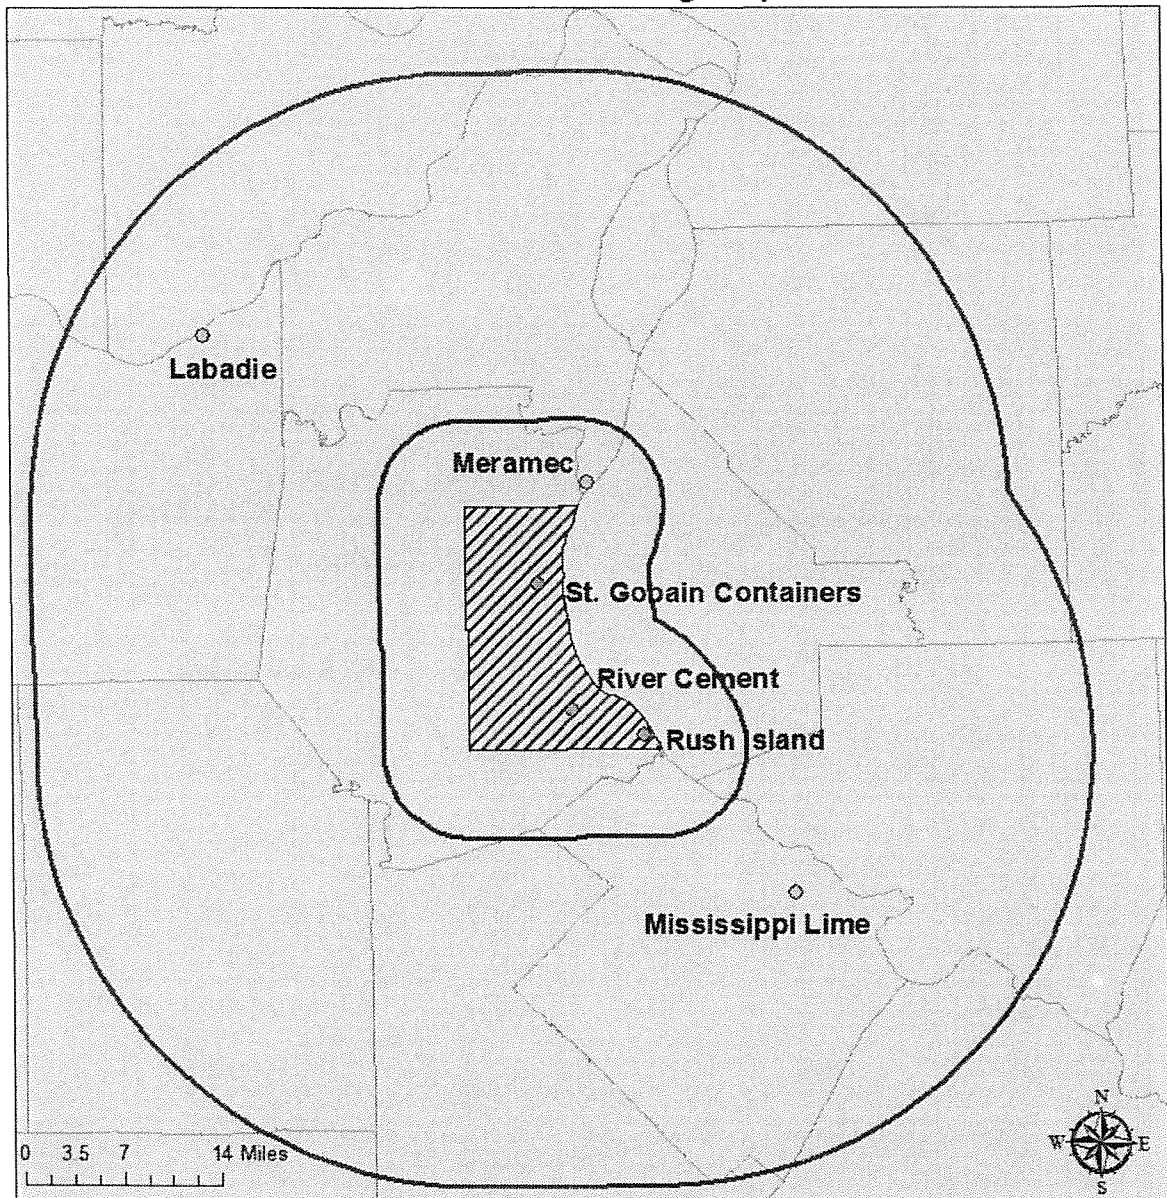 Labadie
Meramec
St. Gobain Containers
River Cement
Rush Island
Mississippi Lime
0 3.5 7 14 Miles
N
W E
S